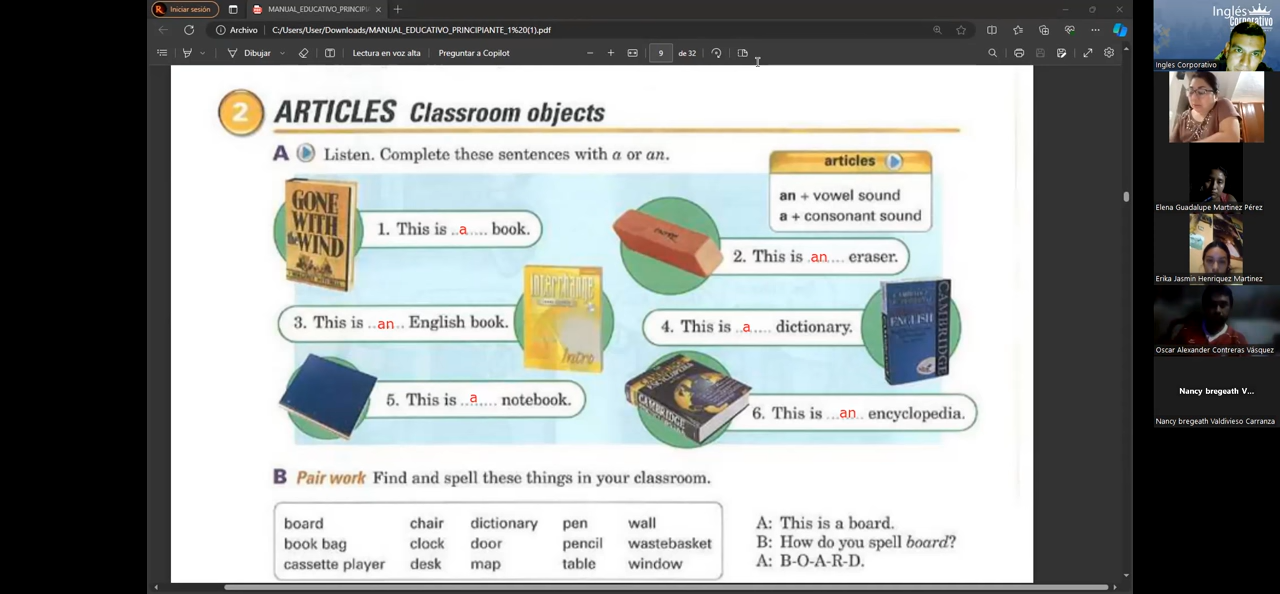 Iniciar sesión
MANUAL_EDUCATIVO_PRINCIPI
Archivo
C:/Users/User/Downloads/MANUAL_EDUCATIVO_PRINCIPIANTE_1%20(1).pdf
Dibujar
Lectura en voz alta
Preguntar a Copilot
9 de 32
2 ARTICLES Classroom objects
A Listen. Complete these sentences with a or an.
articles
an + vowel sound
a + consonant sound
GONE
WITH
the WIND
1. This is ..a.... book.
2. This is .an.... eraser.
interchange
Intro
3. This is ..an.. English book.
4. This is ..a.... dictionary.
ENGLISH
CAMBRIDGE
5. This is ...a.... notebook.
ENCYCLOPEDIA
CAMBRIDGE
6. This is ...an.. encyclopedia.
B Pair work Find and spell these things in your classroom.
board chair dictionary pen wall
book bag clock door pencil wastebasket
cassette player desk map table window
A: This is a board.
B: How do you spell board?
A: B-O-A-R-D.
Inglés
Corporativo
Ingles Corporativo
Elena Guadalupe Martinez Pérez
Erika Jasmin Henriquez Martinez
Oscar Alexander Contreras Vásquez
Nancy bregeath V...
Nancy bregeath Valdivieso Carranza